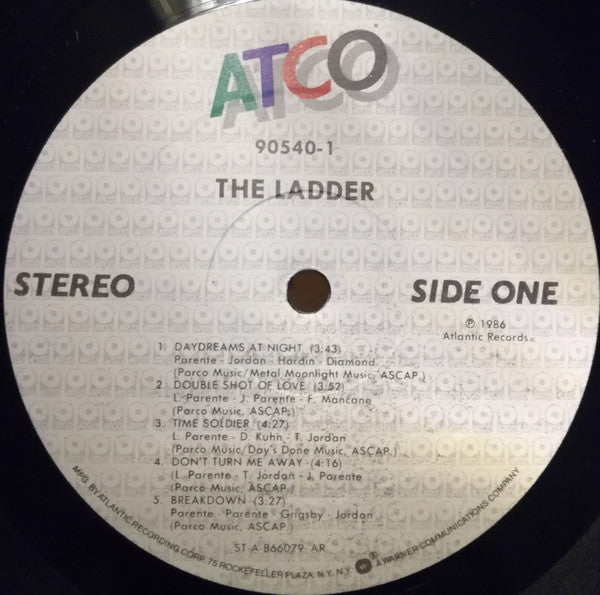 ATCO
90540-1
THE LADDER
STEREO
SIDE ONE
℗ 1986
Atlantic Records
1. DAYDREAMS AT NIGHT (3:43)
Parente - Jordan - Hardin - Diamond
(Parco Music/Metal Moonlight Music, ASCAP.)
2. DOUBLE SHOT OF LOVE (3:52)
L. Parente - J. Parente - F. Mancone
(Parco Music, ASCAP.)
3. TIME SOLDIER (4:27)
L. Parente - D. Kuhn - T. Jordan
(Parco Music/Day's Done Music, ASCAP.)
4. DON'T TURN ME AWAY (4:16)
(L. Parente - T. Jordan - J. Parente
(Parco Music, ASCAP.)
5. BREAKDOWN (3:27)
Parente - Parente - Grigsby - Jordan
(Parco Music, ASCAP.)
ST-A-866079-AR
MFG. BY ATLANTIC RECORDING CORP. 75 ROCKEFELLER PLAZA, N.Y. N.Y. A WARNER COMMUNICATIONS COMPANY